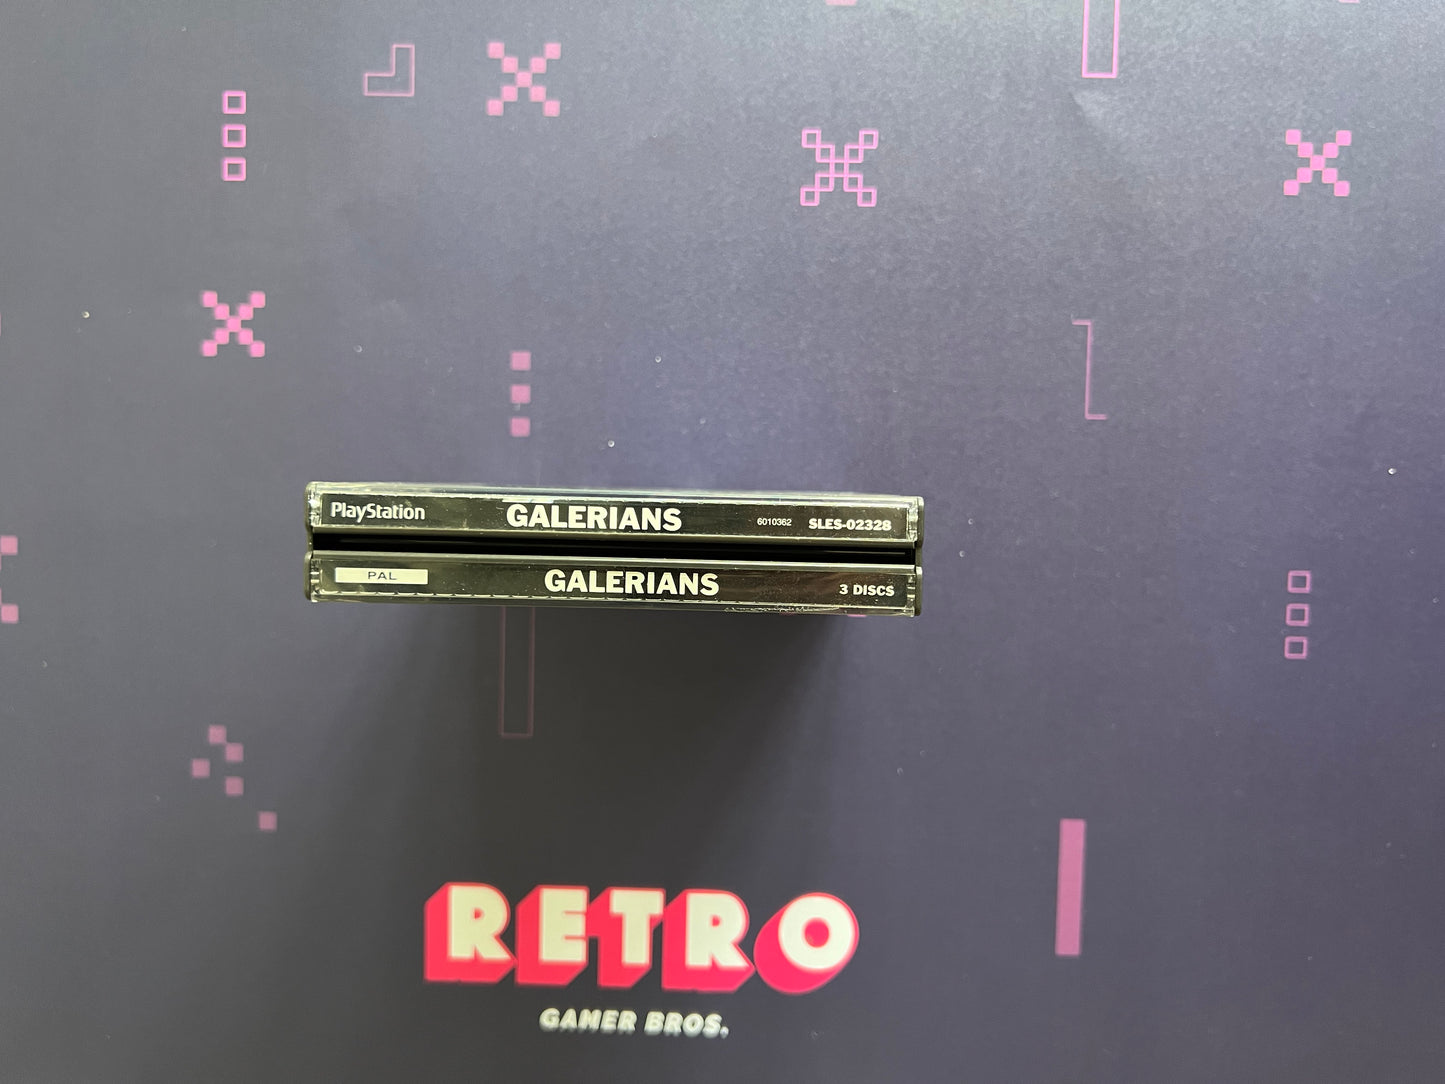 PlayStation GALERIANS 6010362 SLES-02328
PAL GALERIANS 3 DISCS
RETRO
GAMER BROS.